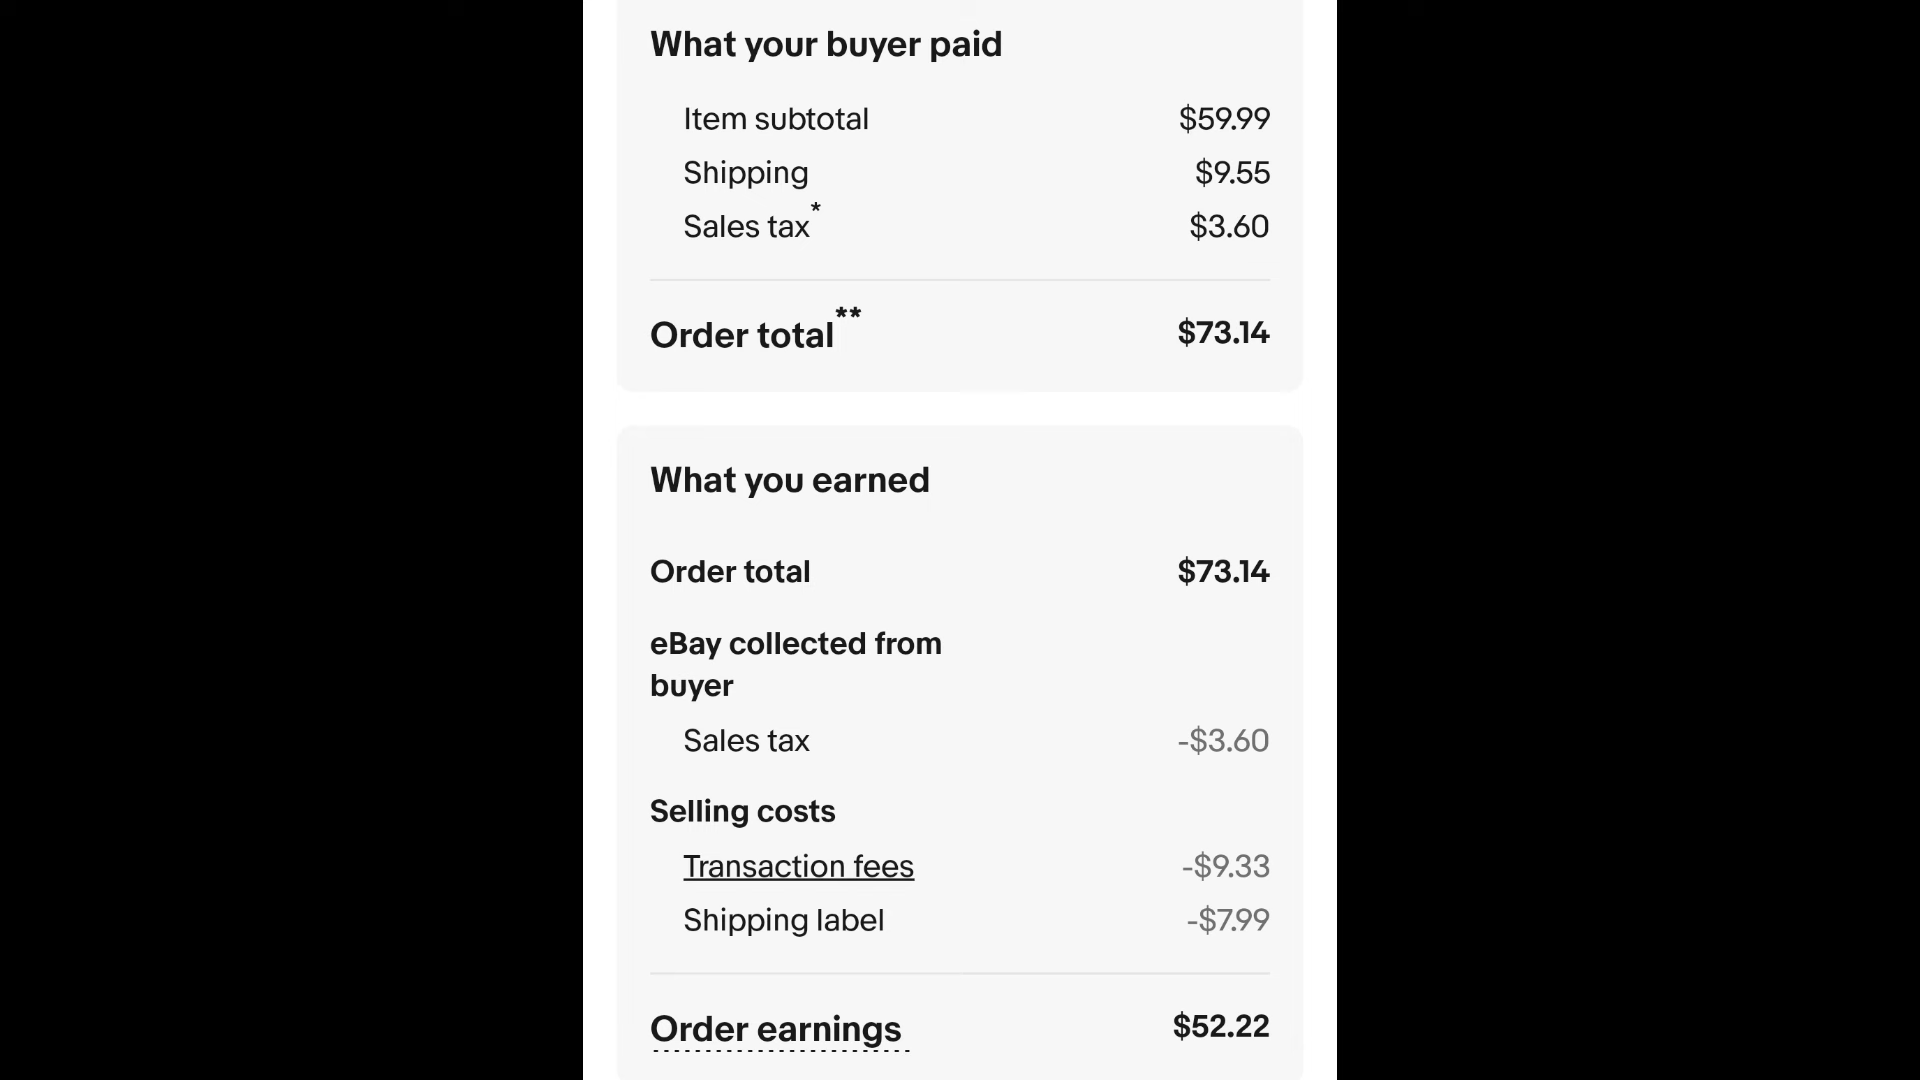 What your buyer paid
Item subtotal $59.99
Shipping $9.55
Sales tax* $3.60
Order total** $73.14
What you earned
Order total $73.14
eBay collected from
buyer
Sales tax -$3.60
Selling costs
Transaction fees -$9.33
Shipping label -$7.99
Order earnings $52.22